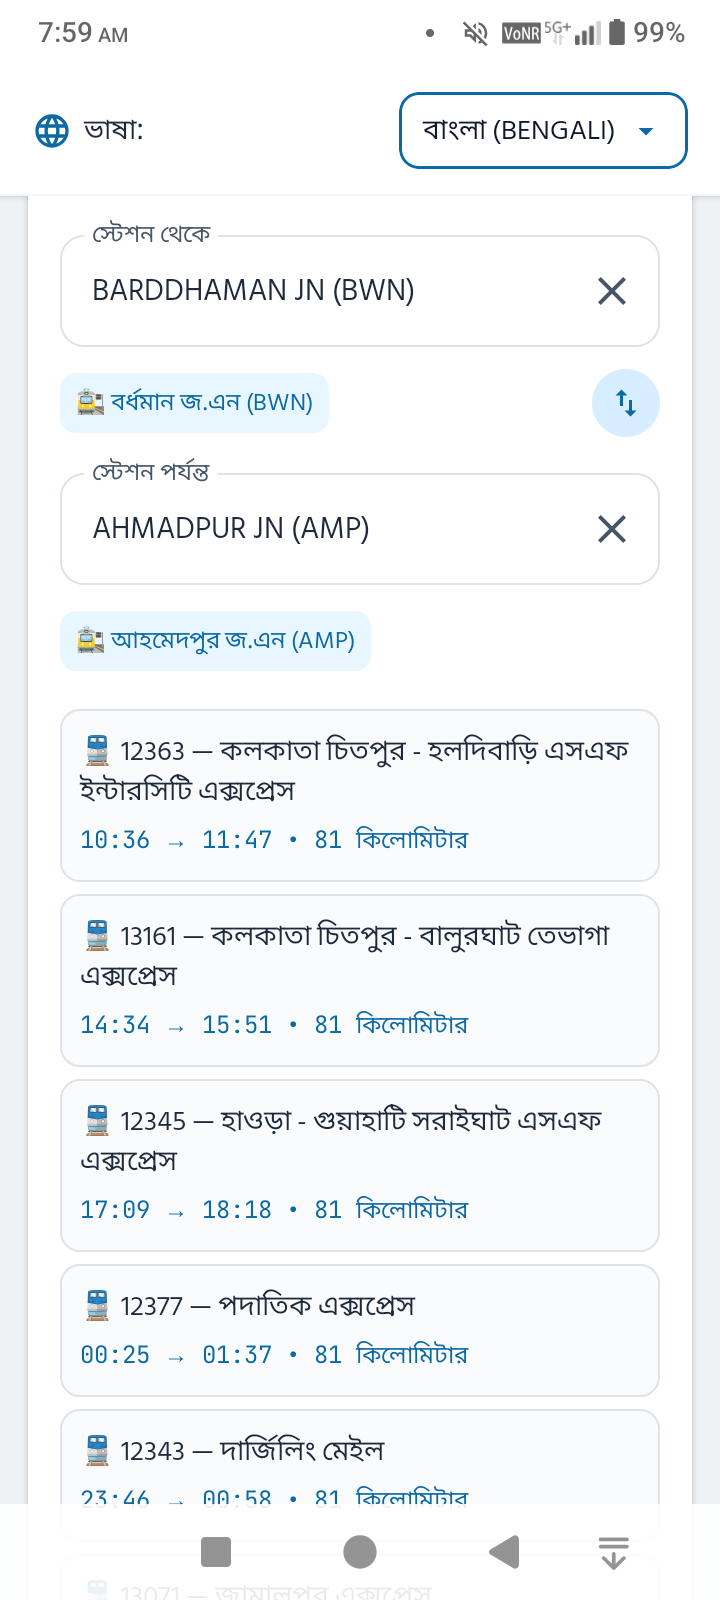 7:59 AM
VoNR 5G+ 99%
ভাষা:
বাংলা (BENGALI)
স্টেশন থেকে
BARDDHAMAN JN (BWN)
বর্ধমান জ.এন (BWN)
স্টেশন পর্যন্ত
AHMADPUR JN (AMP)
আহমেদপুর জ.এন (AMP)
12363 — কলকাতা চিতপুর - হলদিবাড়ি এসএফ
ইন্টারসিটি এক্সপ্রেস
10:36 → 11:47 • 81 কিলোমিটার
13161 — কলকাতা চিতপুর - বালুরঘাট তেভাগা
এক্সপ্রেস
14:34 → 15:51 • 81 কিলোমিটার
12345 — হাওড়া - গুয়াহাটি সরাইঘাট এসএফ
এক্সপ্রেস
17:09 → 18:18 • 81 কিলোমিটার
12377 — পদাতিক এক্সপ্রেস
00:25 → 01:37 • 81 কিলোমিটার
12343 — দার্জিলিং মেইল
23:46 → 00:58 • 81 কিলোমিটার
13071 — জামালপুর এক্সপ্রেস